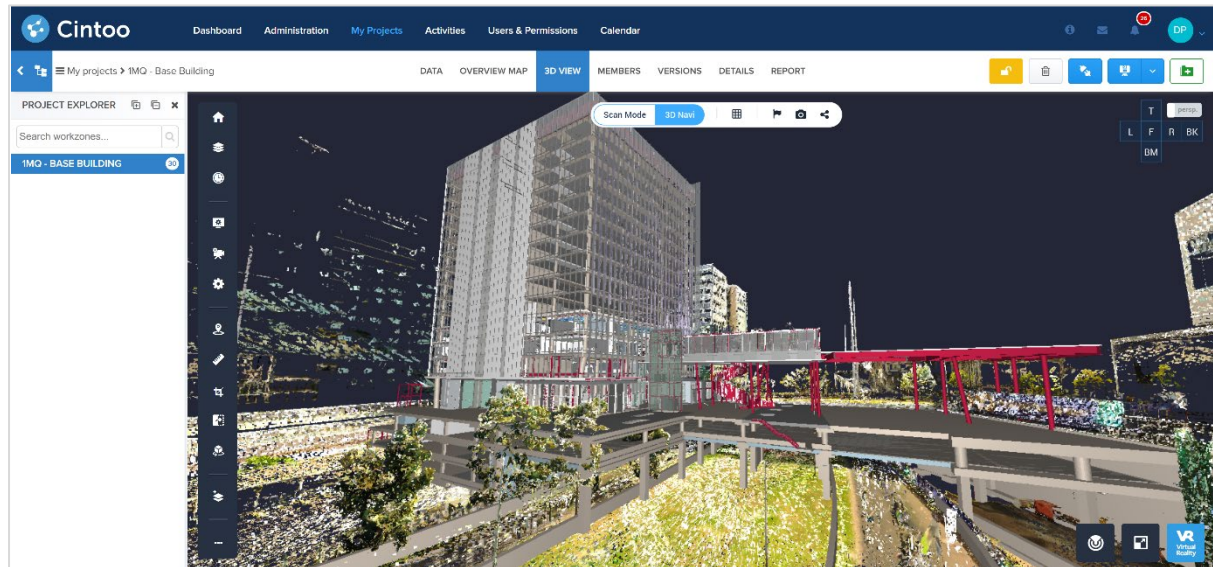 Cintoo
Dashboard Administration My Projects Activities Users & Permissions Calendar
26
DP
My projects > 1MQ - Base Building
DATA OVERVIEW MAP 3D VIEW MEMBERS VERSIONS DETAILS REPORT
PROJECT EXPLORER
Search workzones...
1MQ - BASE BUILDING 30
Scan Mode 3D Navi
T persp.
L F R BK
BM
VR
Virtual
Reality